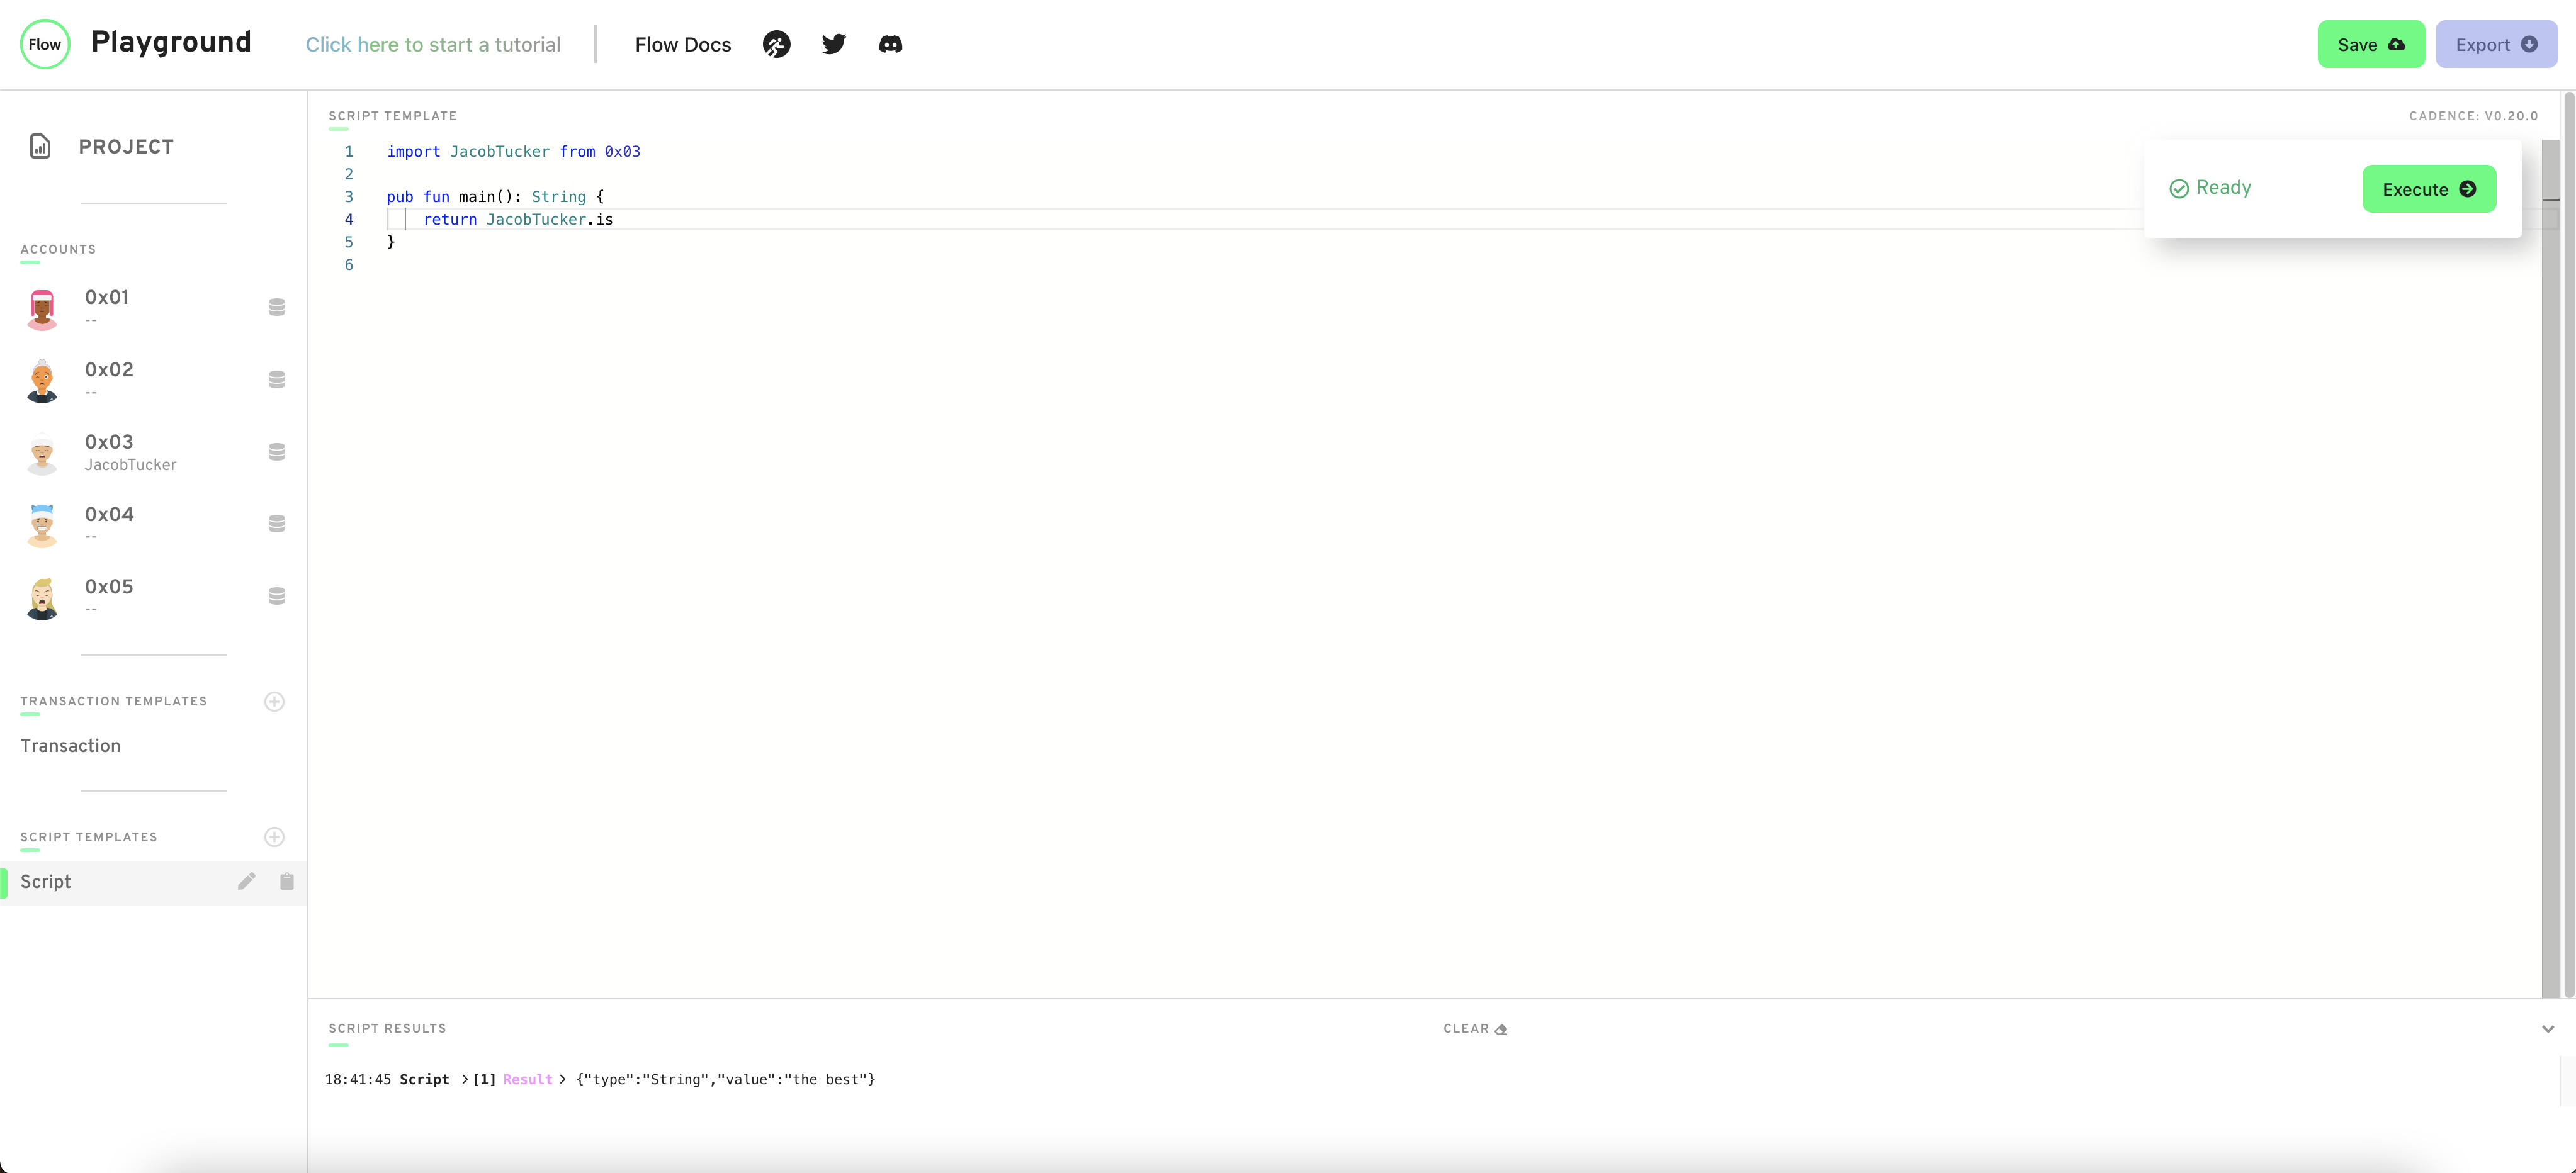 Flow Playground Click here to start a tutorial Flow Docs Save Export
PROJECT
ACCOUNTS
0x01
--
0x02
--
0x03
JacobTucker
0x04
--
0x05
--
TRANSACTION TEMPLATES
Transaction
SCRIPT TEMPLATES
Script
SCRIPT TEMPLATE CADENCE: V0.20.0
1 import JacobTucker from 0x03
2
3 pub fun main(): String {
4 return JacobTucker.is
5 }
6
Ready Execute
SCRIPT RESULTS CLEAR
18:41:45 Script >[1] Result > {"type":"String","value":"the best"}